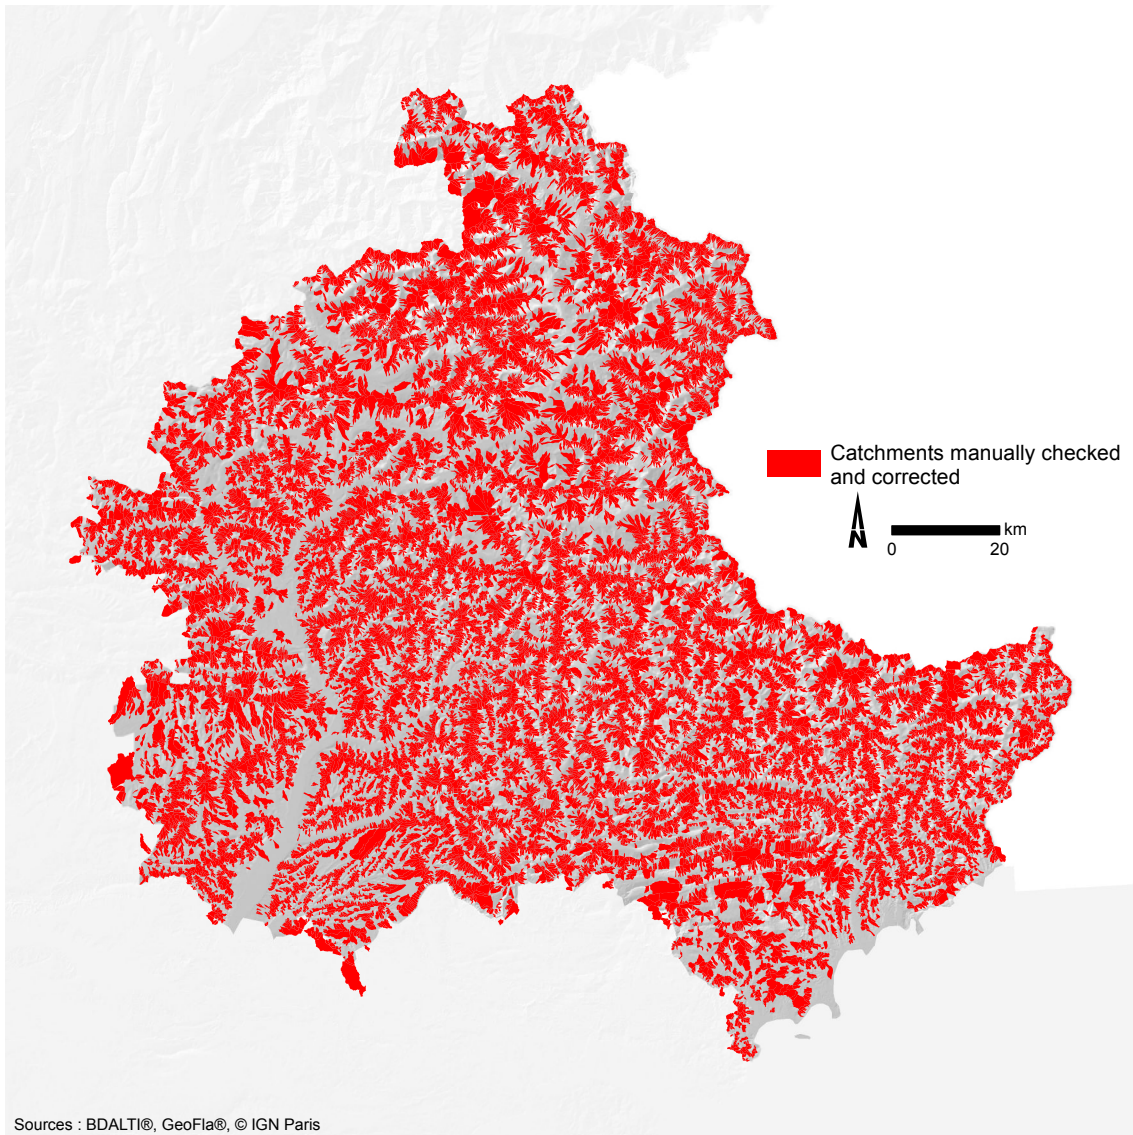 Catchments manually checked
and corrected
N
km
0 20
Sources : BDALTI®, GeoFla®, © IGN Paris